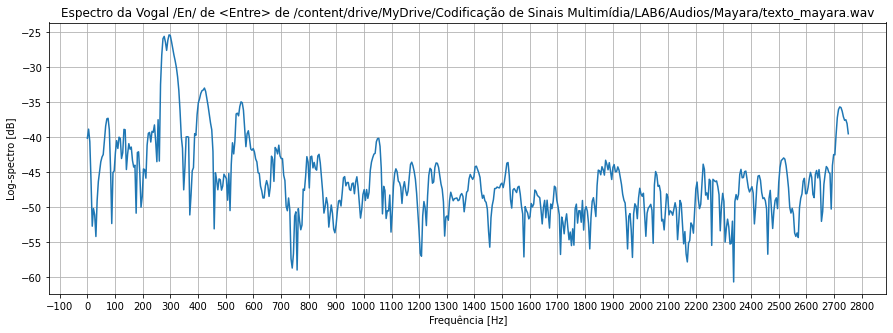 Espectro da Vogal /En/ de <Entre> de /content/drive/MyDrive/Codificação de Sinais Multimídia/LAB6/Audios/Mayara/texto_mayara.wav
Log-spectro [dB]
−25
−30
−35
−40
−45
−50
−55
−60
−100 0 100 200 300 400 500 600 700 800 900 1000 1100 1200 1300 1400 1500 1600 1700 1800 1900 2000 2100 2200 2300 2400 2500 2600 2700 2800
Frequência [Hz]